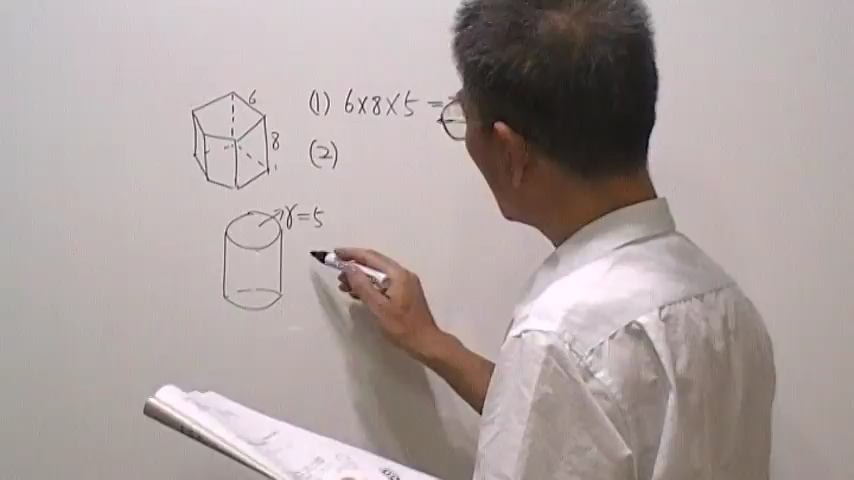 6
(1) 6×8×5=
8
(2)
r=5